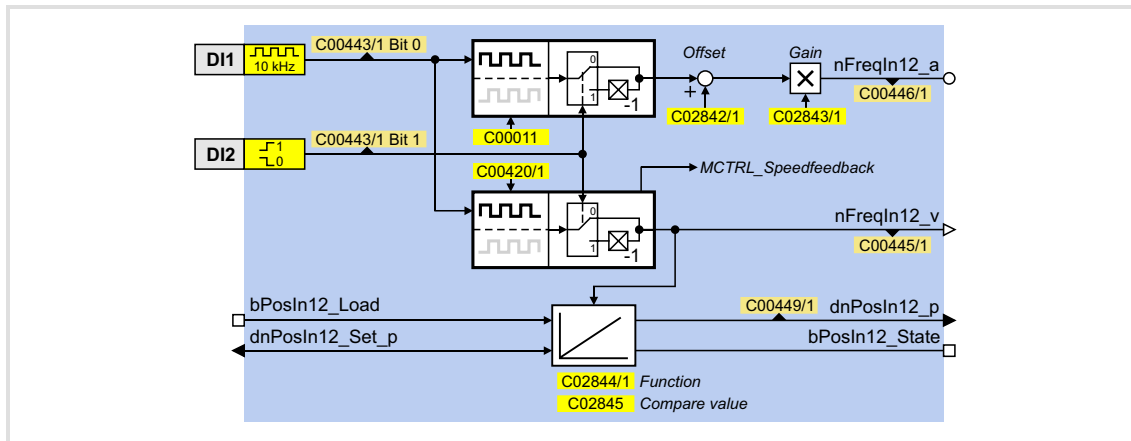 C00443/1 Bit 0
DI1
10 kHz
0
1
-1
Offset
+
C02842/1
Gain
C02843/1
nFreqIn12_a
C00446/1
C00011
DI2
1
0
C00443/1 Bit 1
C00420/1
MCTRL_Speedfeedback
0
1
-1
nFreqIn12_v
C00445/1
bPosIn12_Load
C00449/1
dnPosIn12_p
dnPosIn12_Set_p
bPosIn12_State
C02844/1 Function
C02845 Compare value